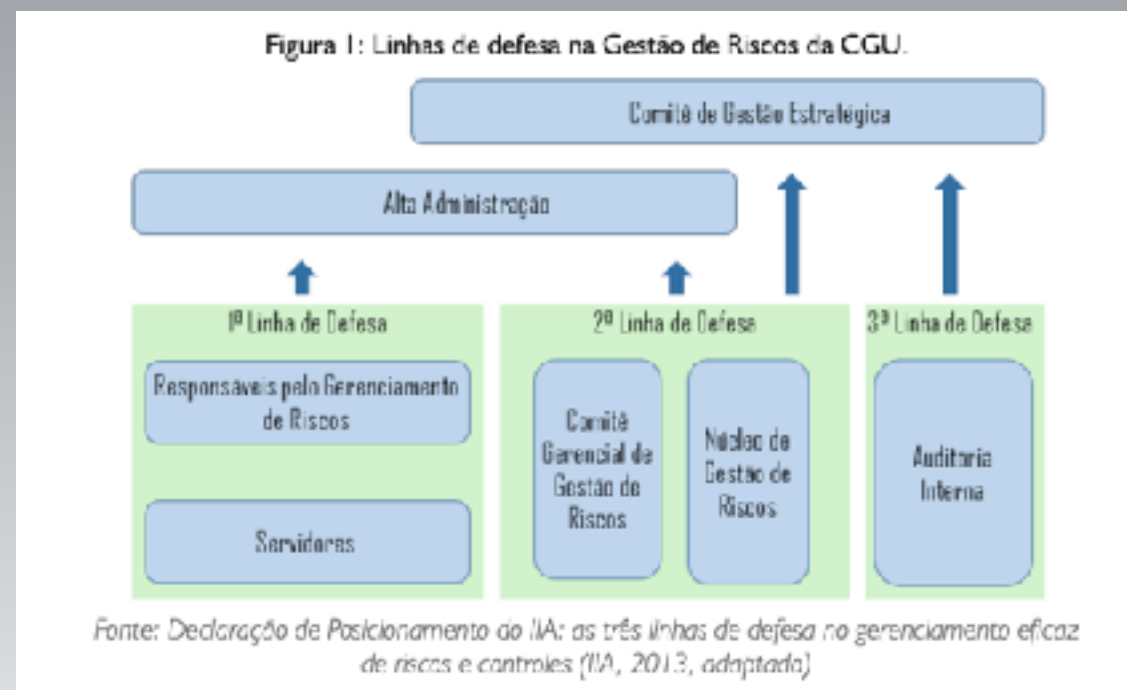 Figura 1: Linhas de defesa na Gestão de Riscos da CGU.
Comitê de Gestão Estratégica
Alta Administração
1ª Linha de Defesa
Responsáveis pelo Gerenciamento
de Riscos
Servidores
2ª Linha de Defesa
Comitê
Gerencial de
Gestão de
Riscos
Núcleo de
Gestão de
Riscos
3ª Linha de Defesa
Auditoria
Interna
Fonte: Declaração de Posicionamento do IIA: as três linhas de defesa no gerenciamento eficaz
de riscos e controles (IIA, 2013, adaptado)